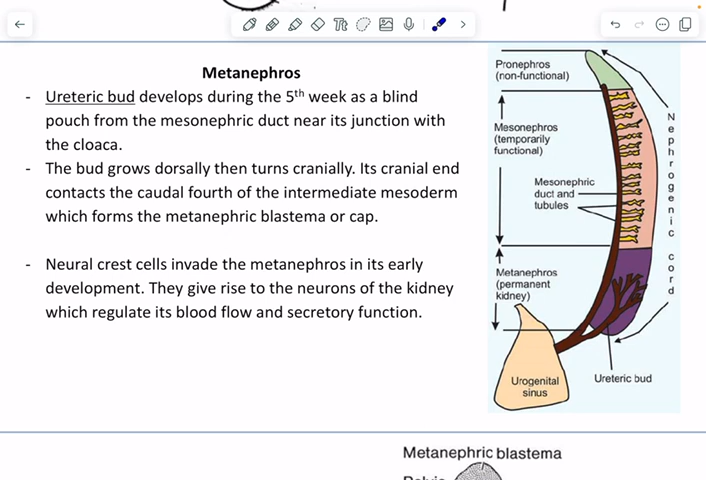 Metanephros
- Ureteric bud develops during the 5th week as a blind
pouch from the mesonephric duct near its junction with
the cloaca.
- The bud grows dorsally then turns cranially. Its cranial end
contacts the caudal fourth of the intermediate mesoderm
which forms the metanephric blastema or cap.
- Neural crest cells invade the metanephros in its early
development. They give rise to the neurons of the kidney
which regulate its blood flow and secretory function.
Pronephros
(non-functional)
Mesonephros
(temporarily
functional)
Mesonephric
duct and
tubules
Metanephros
(permanent
kidney)
Urogenital
sinus
Ureteric bud
Nephrogenic cord
Metanephric blastema